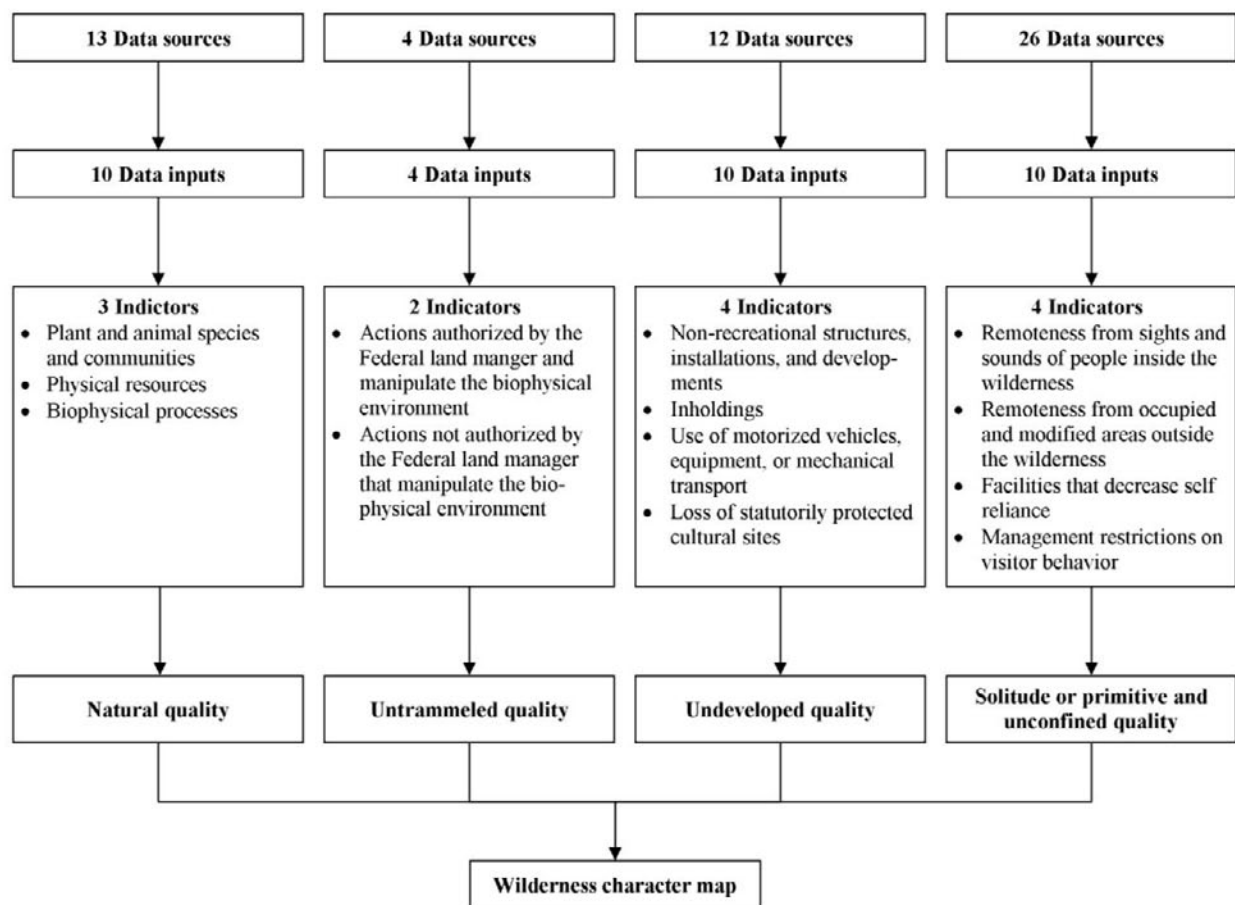 13 Data sources
4 Data sources
12 Data sources
26 Data sources
10 Data inputs
4 Data inputs
10 Data inputs
10 Data inputs
3 Indictors
• Plant and animal species
and communities
• Physical resources
• Biophysical processes
2 Indicators
• Actions authorized by the
Federal land manger and
manipulate the biophysical
environment
• Actions not authorized by
the Federal land manager
that manipulate the bio-
physical environment
4 Indicators
• Non-recreational structures,
installations, and develop-
ments
• Inholdings
• Use of motorized vehicles,
equipment, or mechanical
transport
• Loss of statutorily protected
cultural sites
4 Indicators
• Remoteness from sights and
sounds of people inside the
wilderness
• Remoteness from occupied
and modified areas outside
the wilderness
• Facilities that decrease self
reliance
• Management restrictions on
visitor behavior
Natural quality
Untrammeled quality
Undeveloped quality
Solitude or primitive and
unconfined quality
Wilderness character map